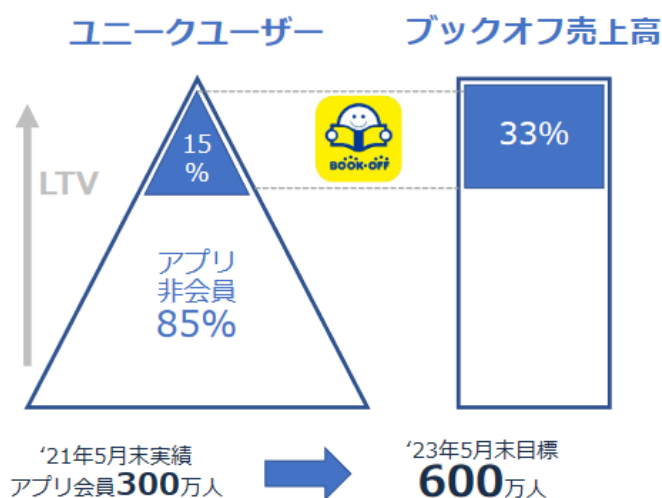 ユニークユーザー
ブックオフ売上高
LTV
15
%
BOOK·OFF
33%
アプリ
非会員
85%
‘21年5月末実績
アプリ会員300万人
‘23年5月末目標
600万人